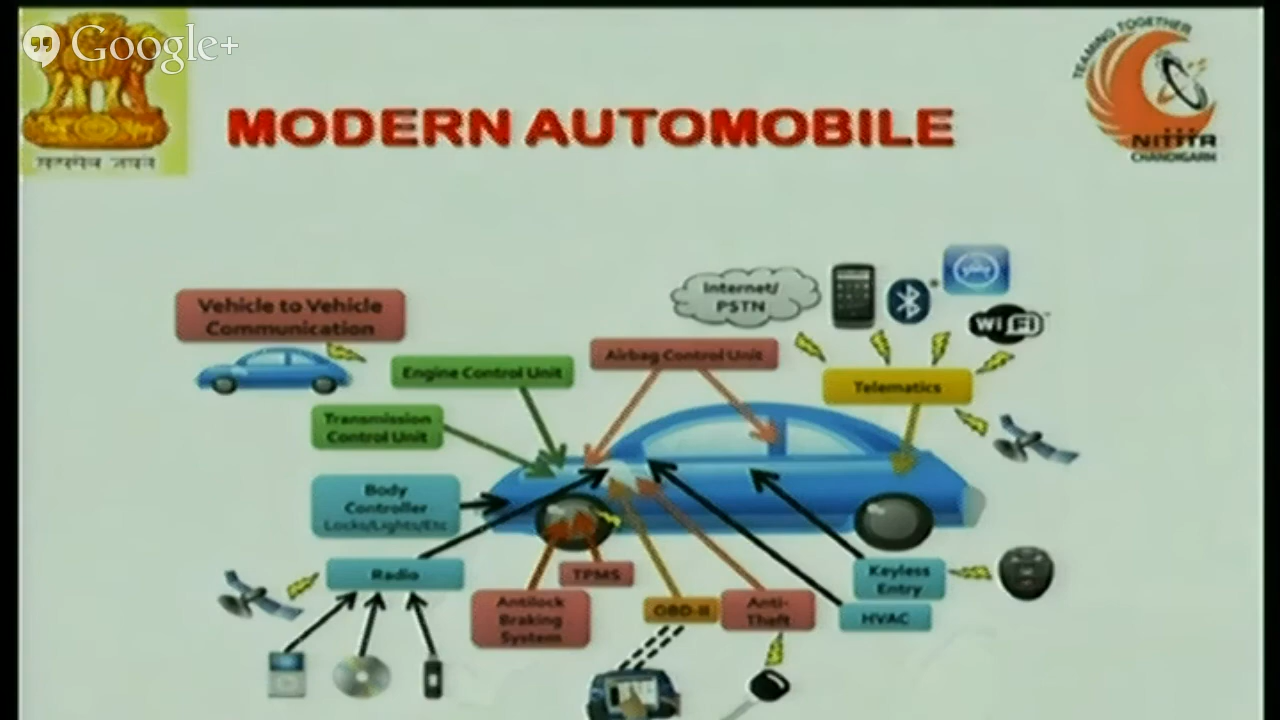 Google+
TEAMING TOGETHER
MODERN AUTOMOBILE
NITTTR
CHANDIGARH
सत्यमेव जयते
Internet/
PSTN
Vehicle to Vehicle
Communication
WiFi
Airbag Control Unit
Engine Control Unit
Telematics
Transmission
Control Unit
Body
Controller
Locks/Lights/Etc
Radio
TPMS
Keyless
Entry
Antilock
Braking
System
OBD-II
Anti-
Theft
HVAC